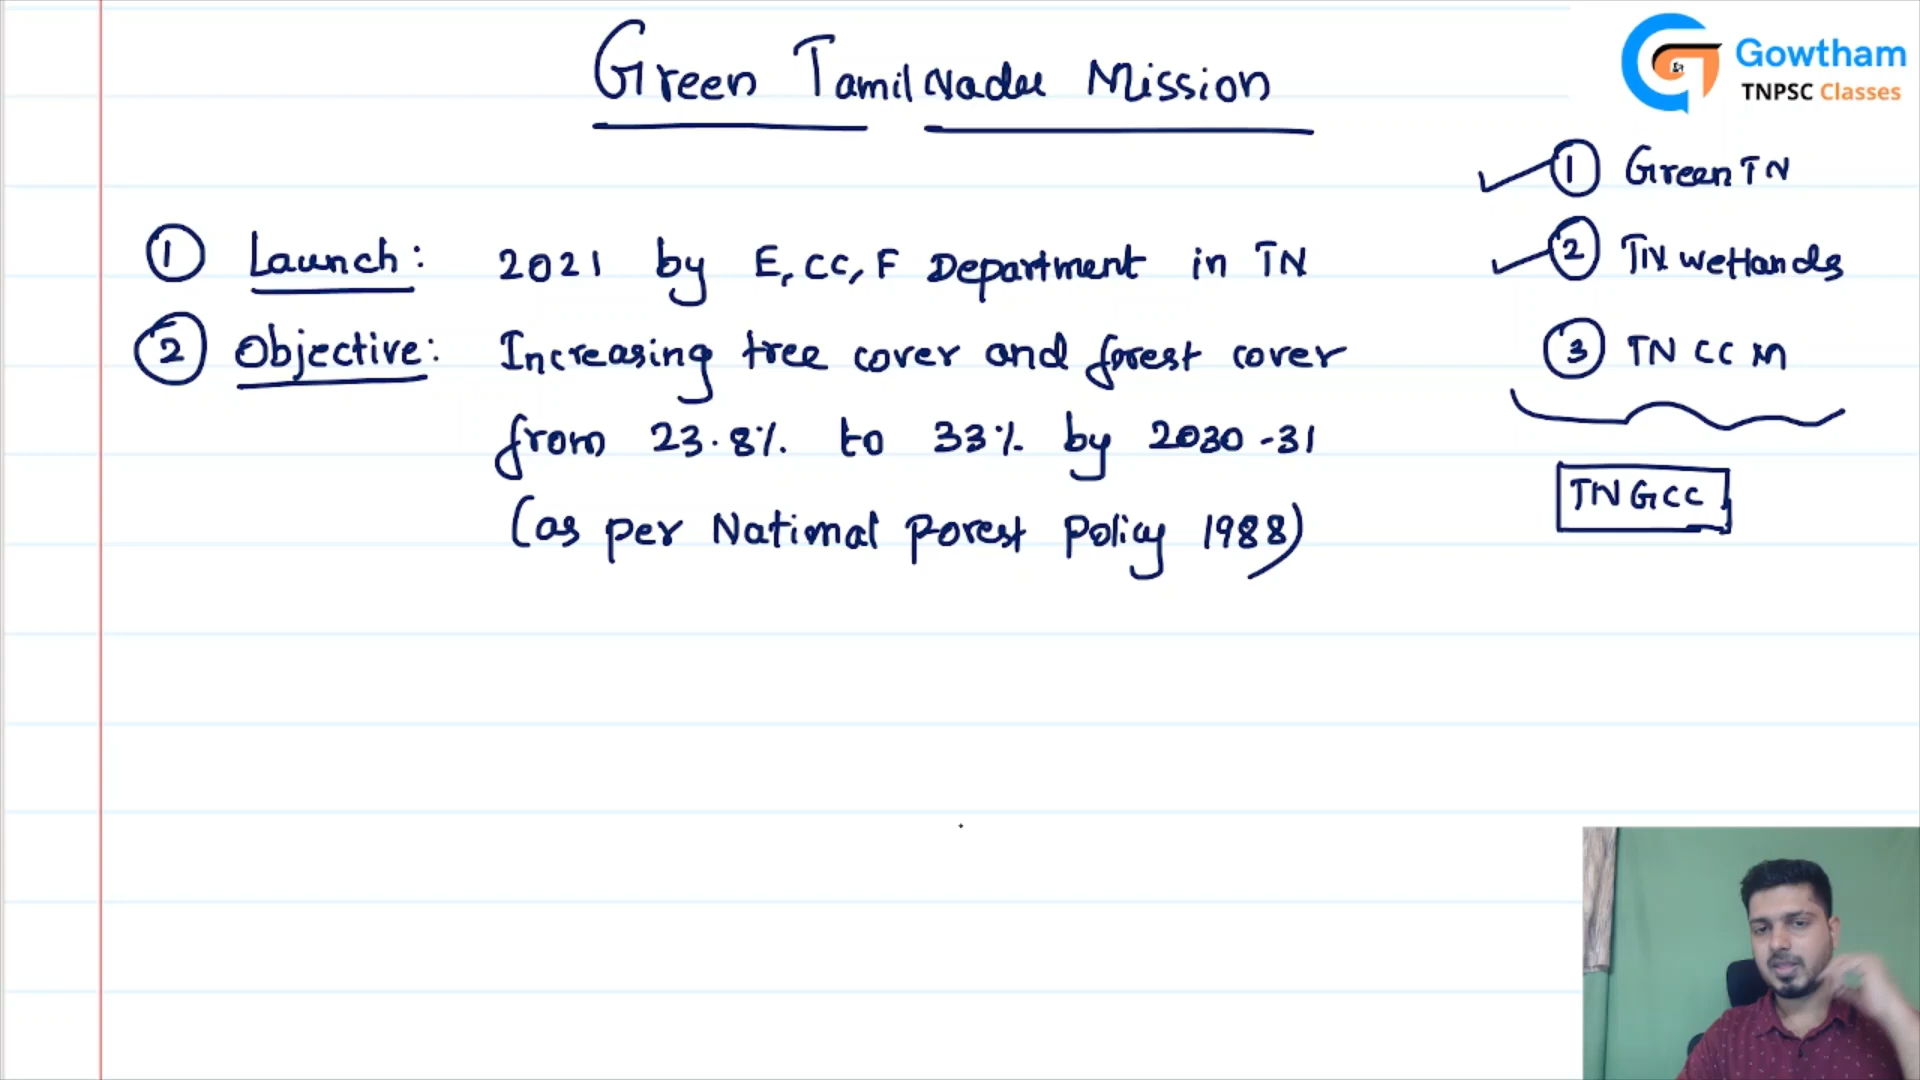 Green Tamil Nadu Mission
Gowtham
TNPSC Classes
① Launch: 2021 by E, CC, F Department in TN
② Objective: Increasing tree cover and forest cover
from 23.8% to 33% by 2030-31
(as per National Forest Policy 1988)
① Green TN
② TN wetlands
③ TN CC M
TN GCC